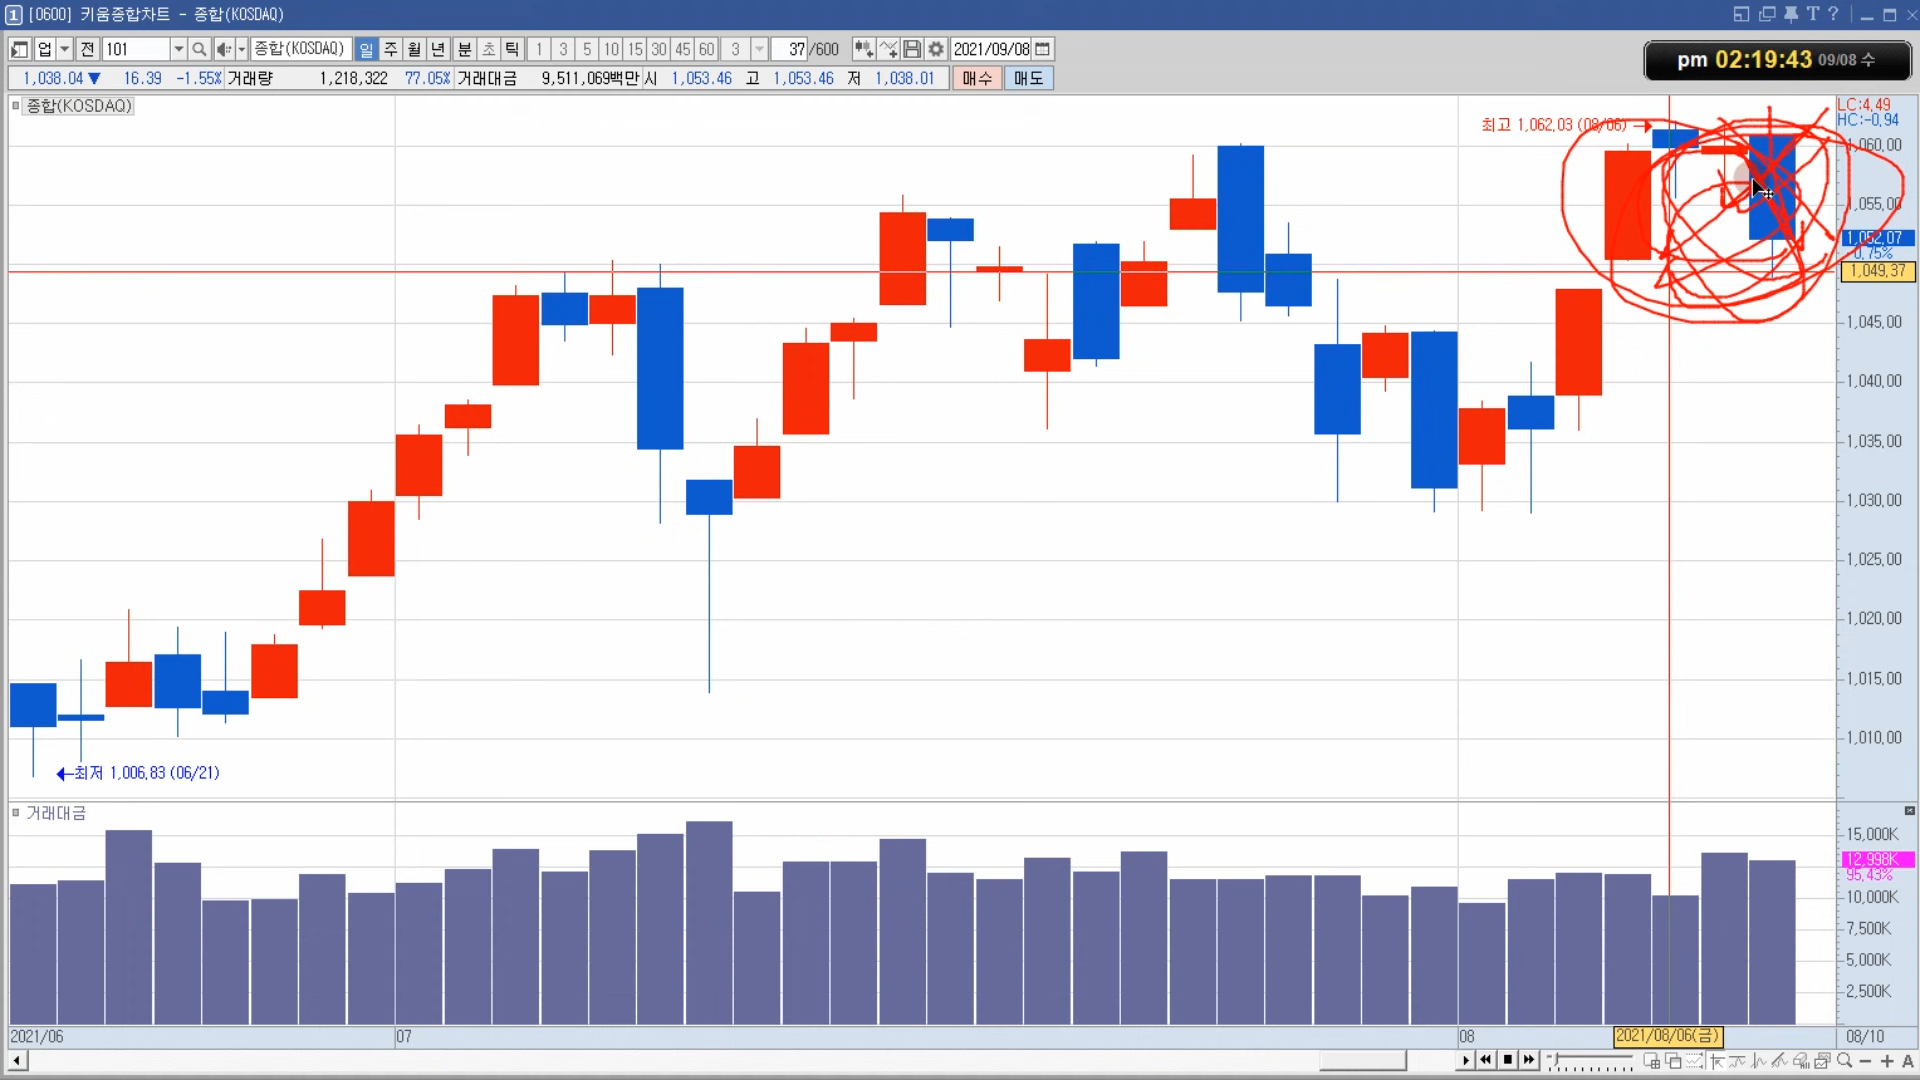 1 [0600] 키움종합차트 - 종합(KOSDAQ)
T ?
업 전 101 종합(KOSDAQ) 일 주 월 년 분 초 틱 1 3 5 10 15 30 45 60 3 37 /600 2021/09/08
pm 02:19:43 09/08 수
1,038.04 ▼ 16.39 -1.55% 거래량 1,218,322 77.05% 거래대금 9,511,069백만 시 1,053.46 고 1,053.46 저 1,038.01 매수 매도
종합(KOSDAQ)
LC:4.49
HC:-0.94
최고 1,062.03 (08/06) →
1,060.00
1,055.00
1,052.07
0.75%
1,049.37
1,045.00
1,040.00
1,035.00
1,030.00
1,025.00
1,020.00
1,015.00
1,010.00
←최저 1,006.83 (06/21)
거래대금
15,000K
12,998K
95.43%
10,000K
7,500K
5,000K
2,500K
2021/06 07 08 2021/08/06(금) 08/10
A